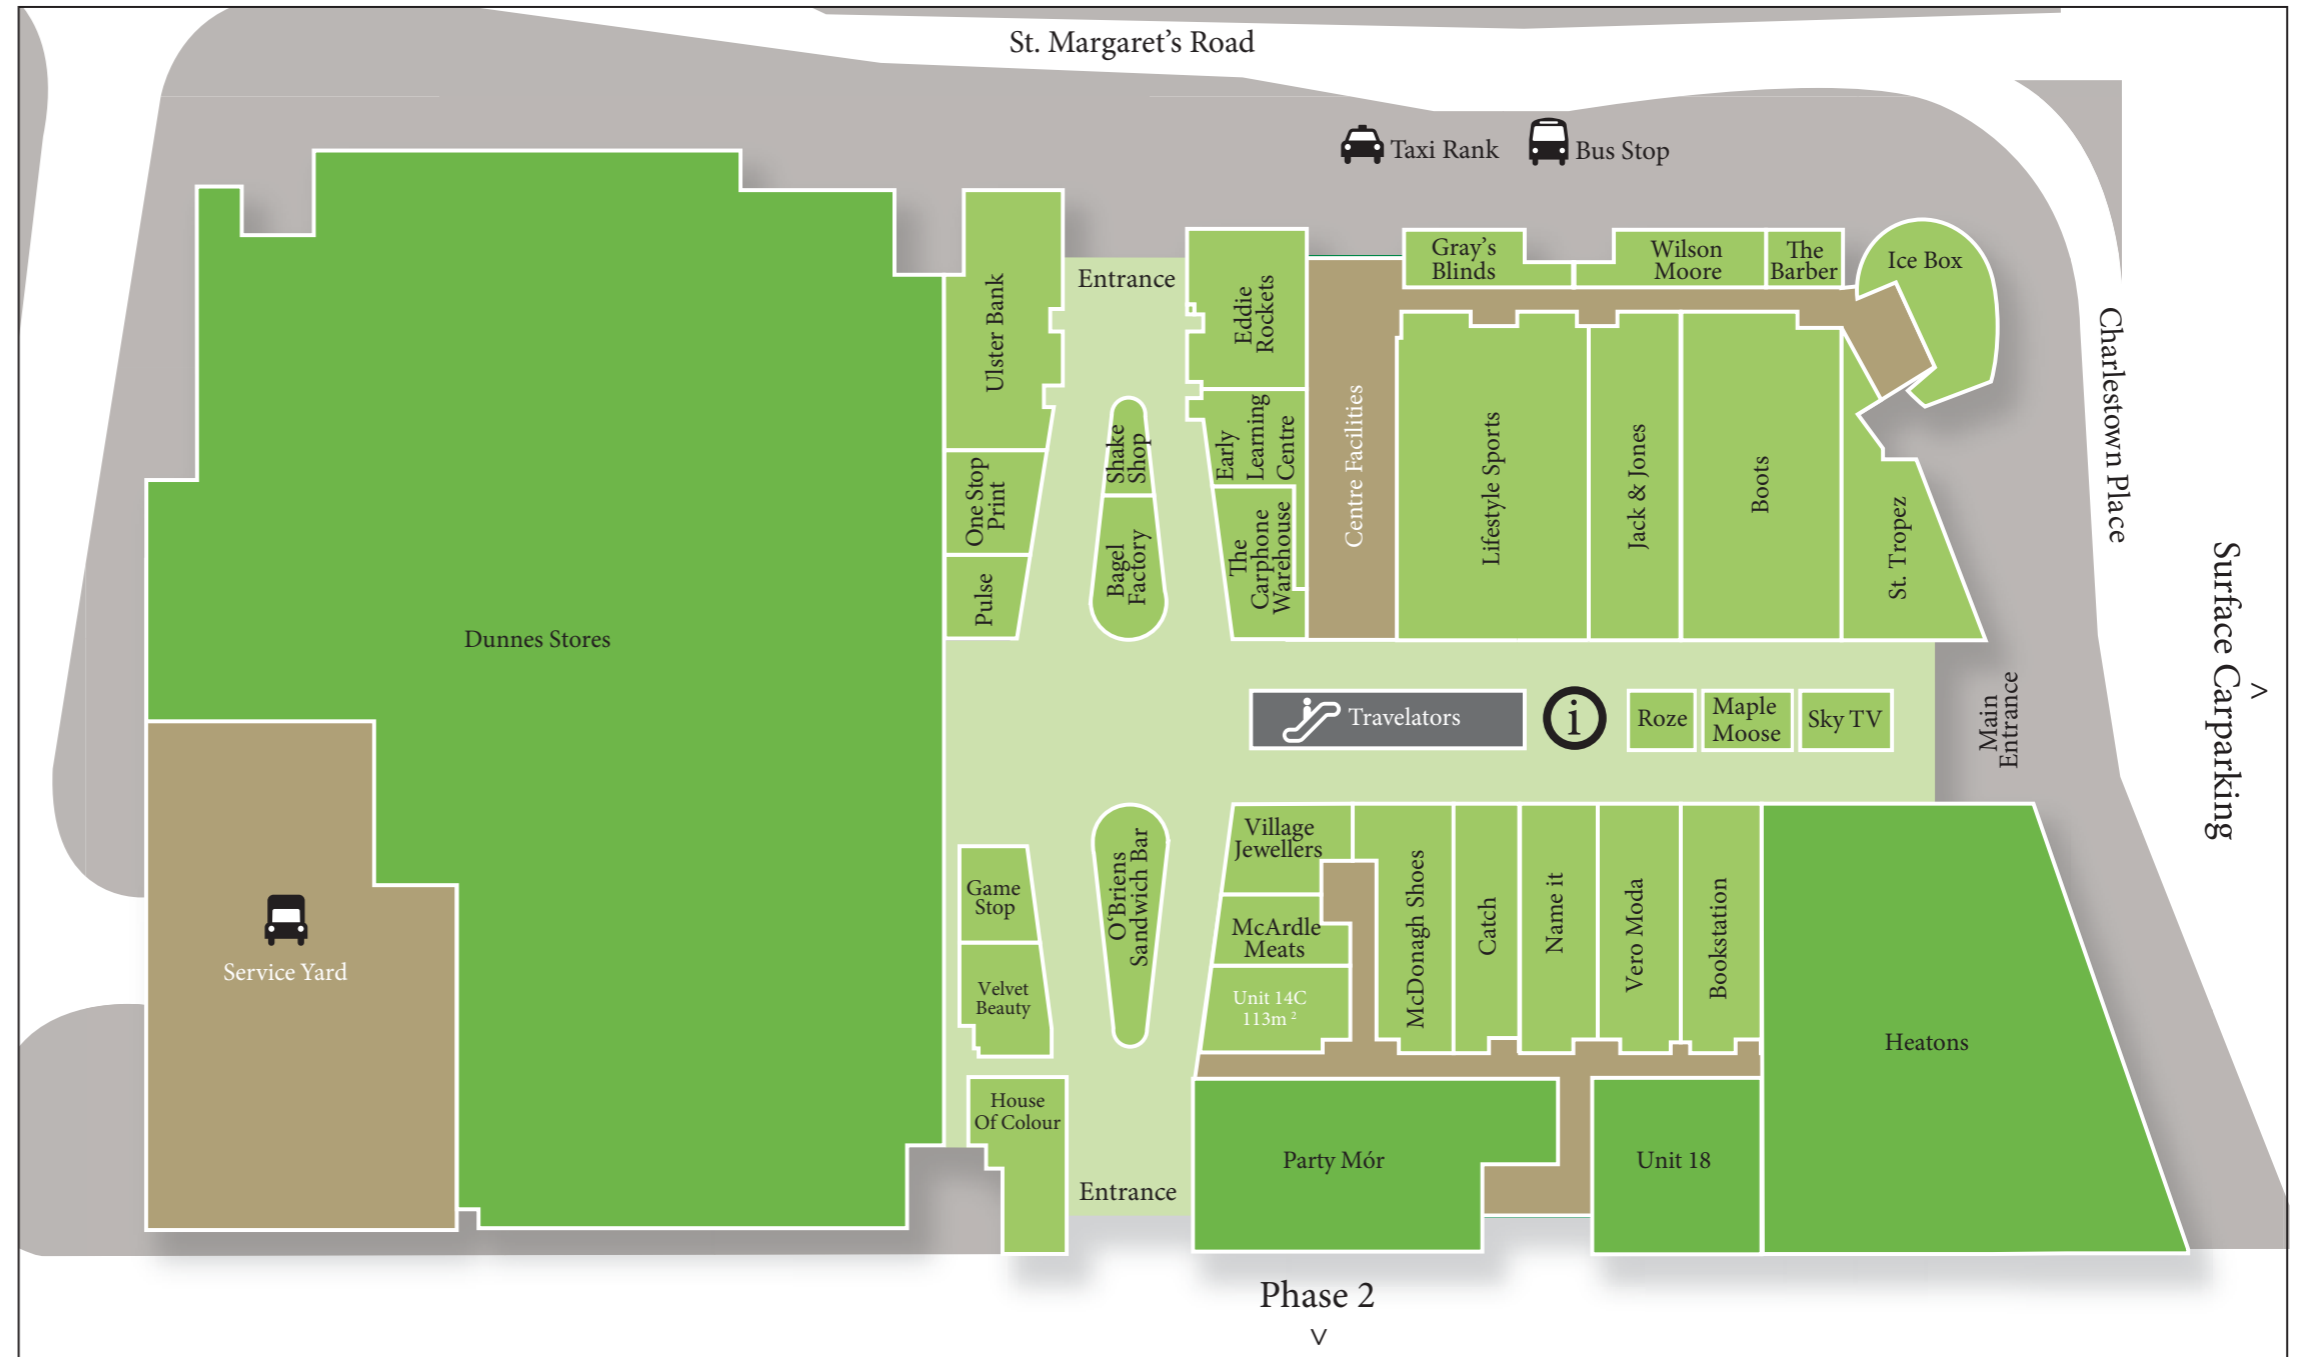 St. Margaret's Road
Taxi Rank
Bus Stop
Gray's
Blinds
Wilson
Moore
The
Barber
Ice Box
Entrance
Ulster Bank
Eddie
Rockets
Charlestown Place
Shake
Shop
Early
Learning
Centre
Centre Facilities
Lifestyle Sports
Jack & Jones
Boots
St. Tropez
One Stop
Print
Bagel
Factory
The
Carphone
Warehouse
Pulse
Dunnes Stores
Surface Carparking
>
Travelators
i
Roze
Maple
Moose
Sky TV
Main
Entrance
Village
Jewellers
McDonagh Shoes
Catch
Name it
Vero Moda
Bookstation
Game
Stop
O'Briens
Sandwich Bar
McArdle
Meats
Service Yard
Velvet
Beauty
Unit 14C
113m ²
Heatons
House
Of Colour
Party Mór
Unit 18
Entrance
Phase 2
>